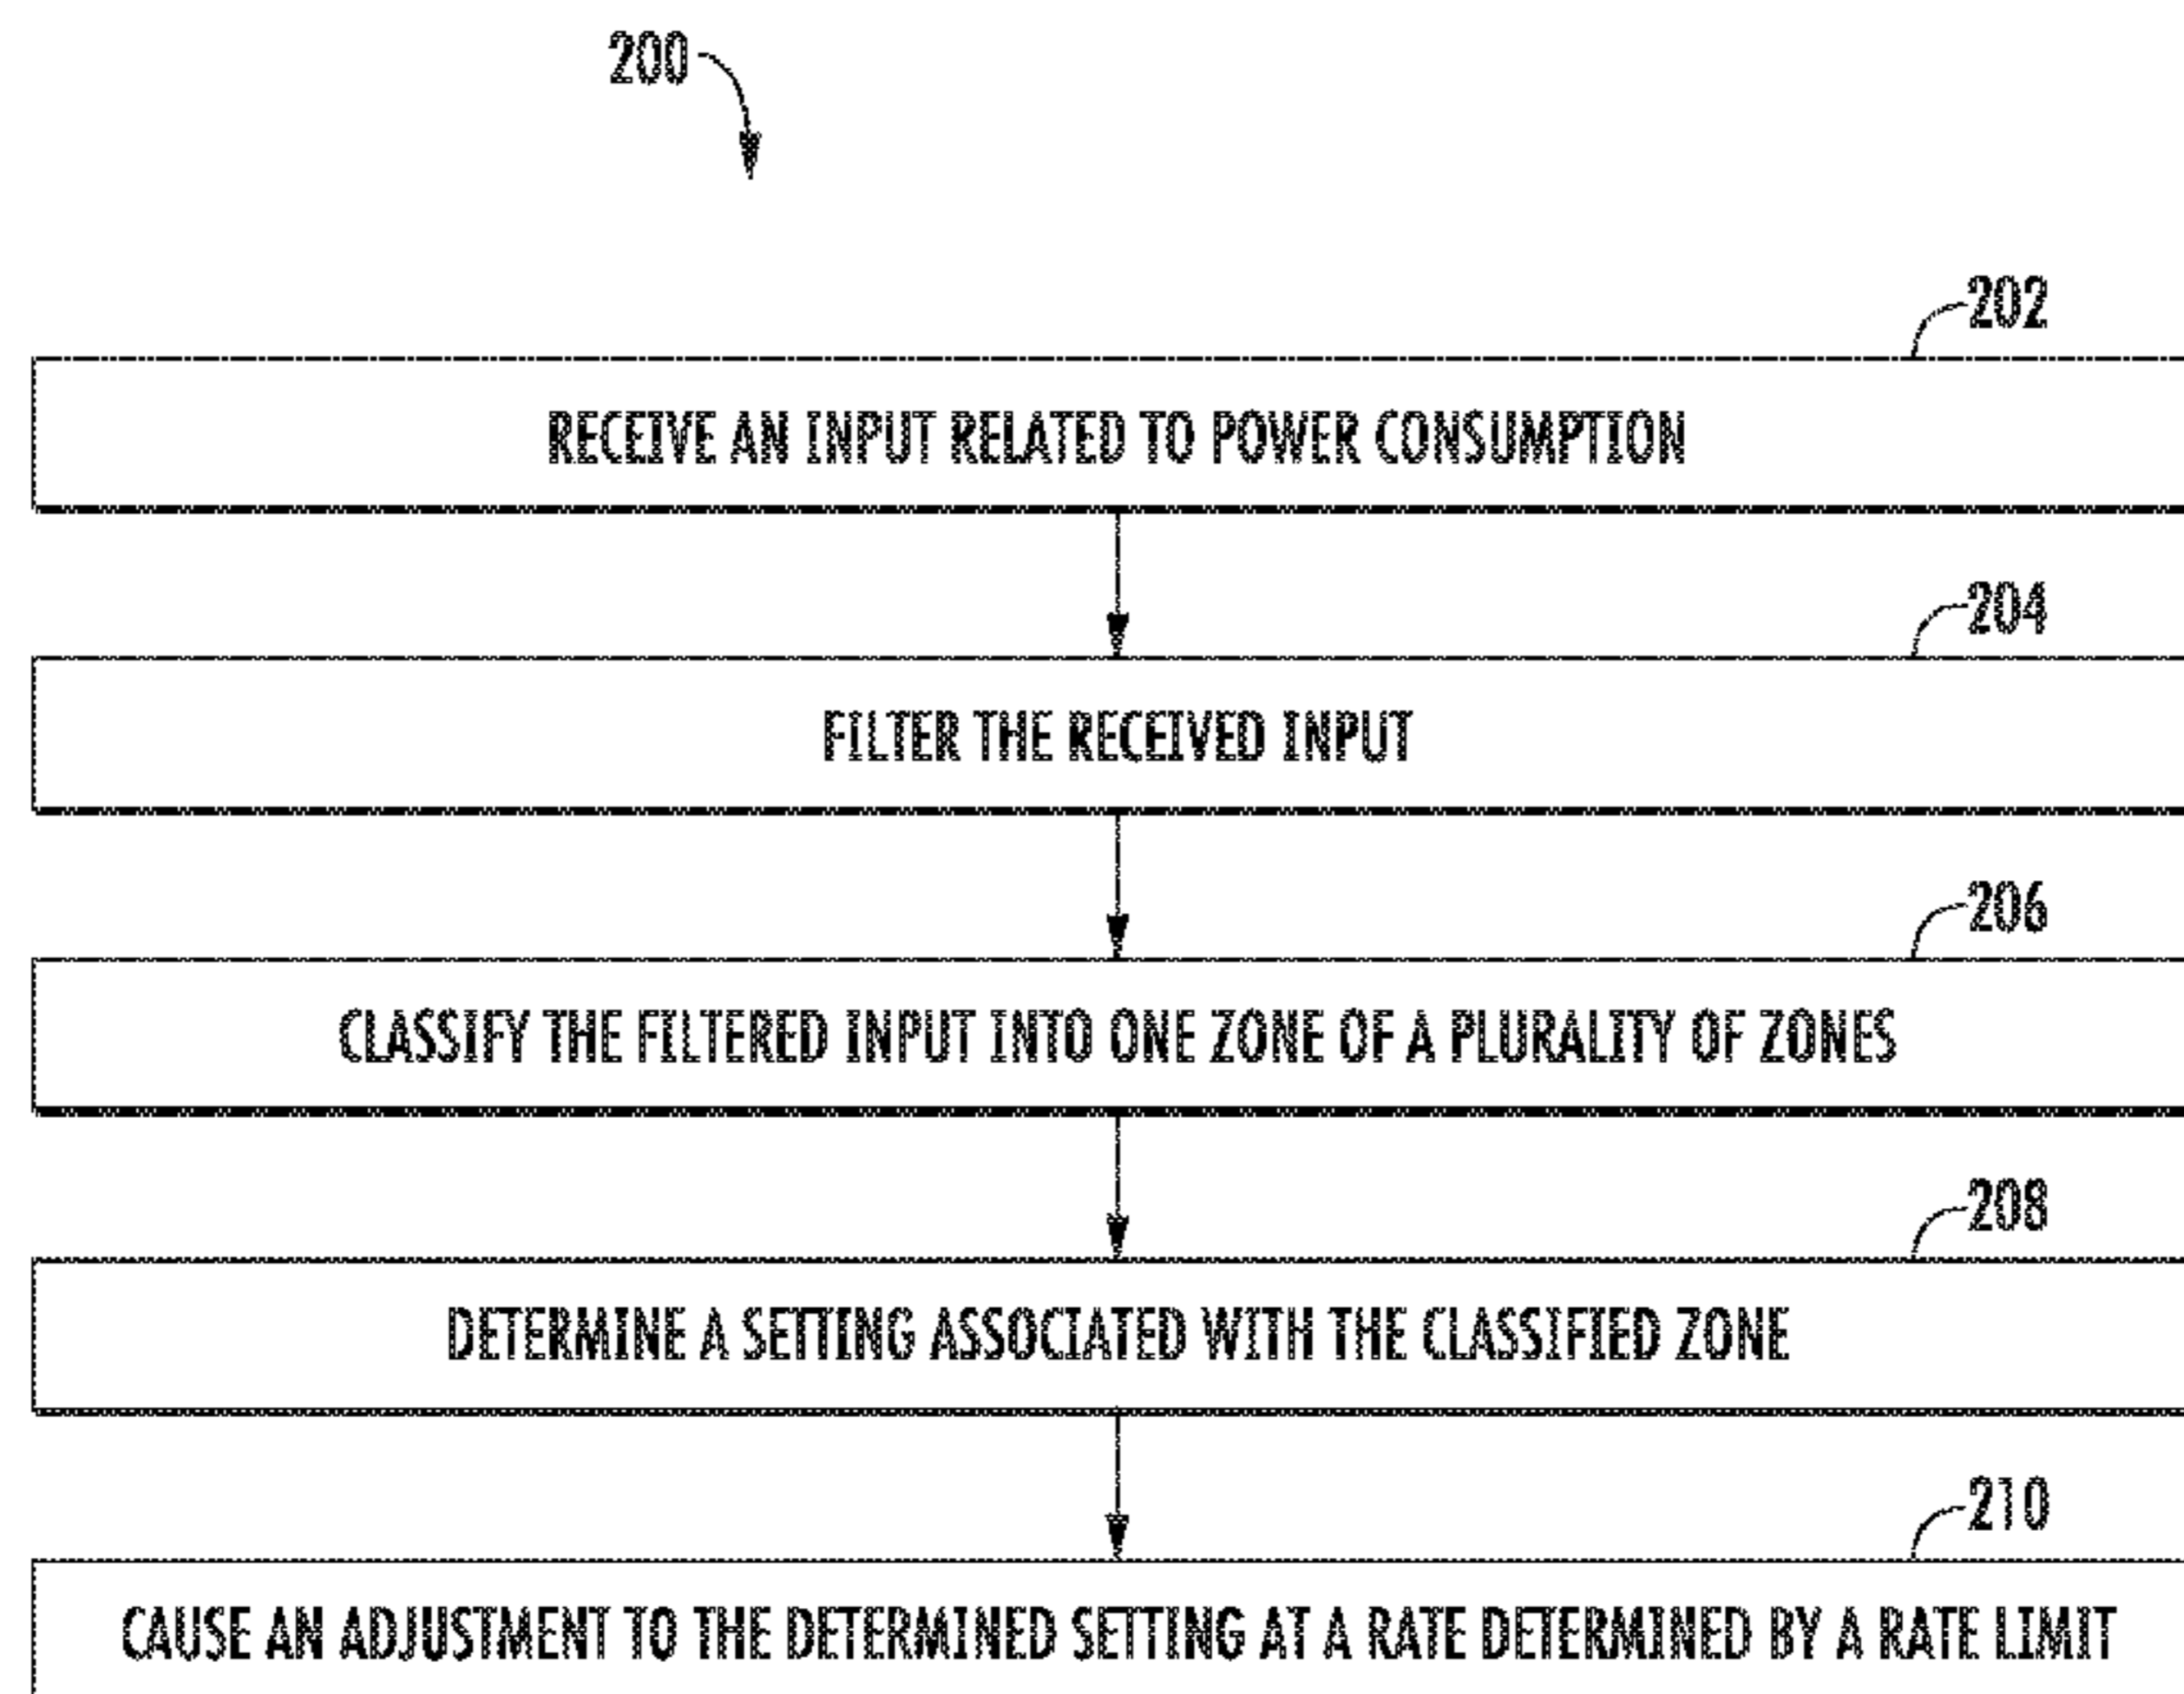 200
202
RECEIVE AN INPUT RELATED TO POWER CONSUMPTION
204
FILTER THE RECEIVED INPUT
206
CLASSIFY THE FILTERED INPUT INTO ONE ZONE OF A PLURALITY OF ZONES
208
DETERMINE A SETTING ASSOCIATED WITH THE CLASSIFIED ZONE
210
CAUSE AN ADJUSTMENT TO THE DETERMINED SETTING AT A RATE DETERMINED BY A RATE LIMIT